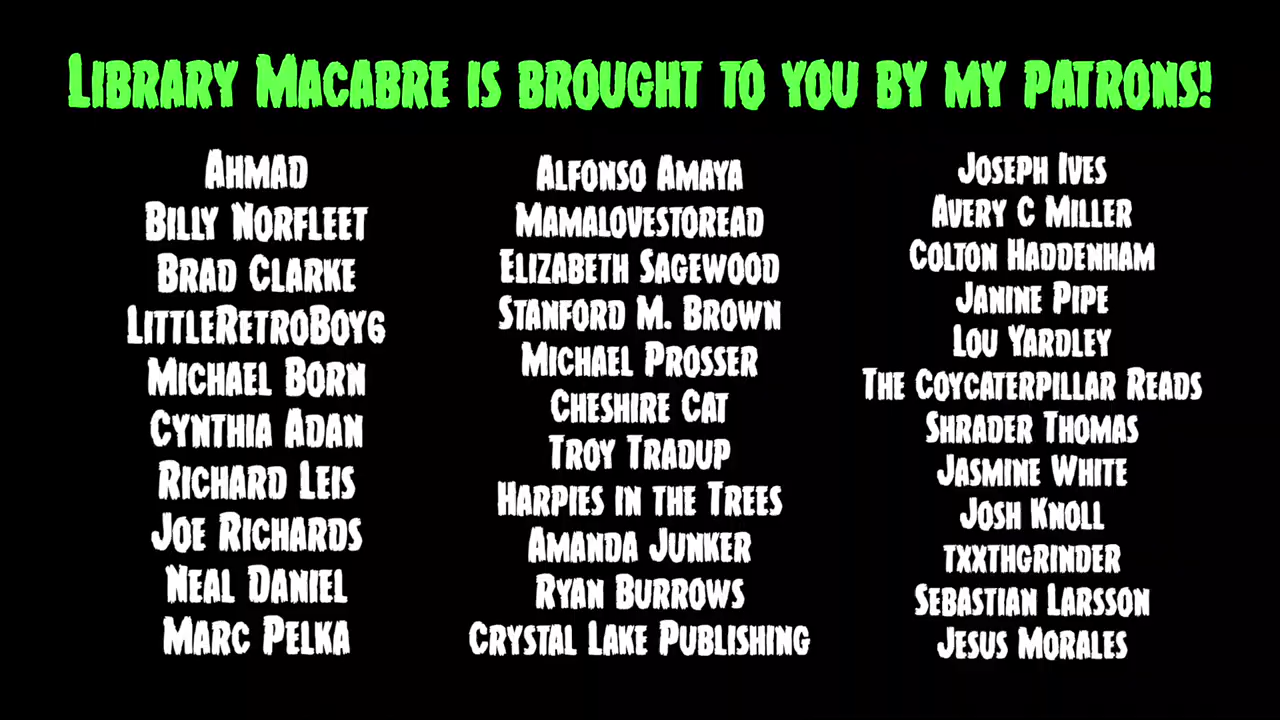 Library Macabre is brought to you by my patrons!
Ahmad
Billy Norfleet
Brad Clarke
LittleRetroBoy6
Michael Born
Cynthia Adan
Richard Leis
Joe Richards
Neal Daniel
Marc Pelka
Alfonso Amaya
Mamalovestoread
Elizabeth Sagewood
Stanford M. Brown
Michael Prosser
Cheshire Cat
Troy Tradup
Harpies in the Trees
Amanda Junker
Ryan Burrows
Crystal Lake Publishing
Joseph Ives
Avery C Miller
Colton Haddenham
Janine Pipe
Lou Yardley
The Coycaterpillar Reads
Shrader Thomas
Jasmine White
Josh Knoll
txxthgrinder
Sebastian Larsson
Jesus Morales